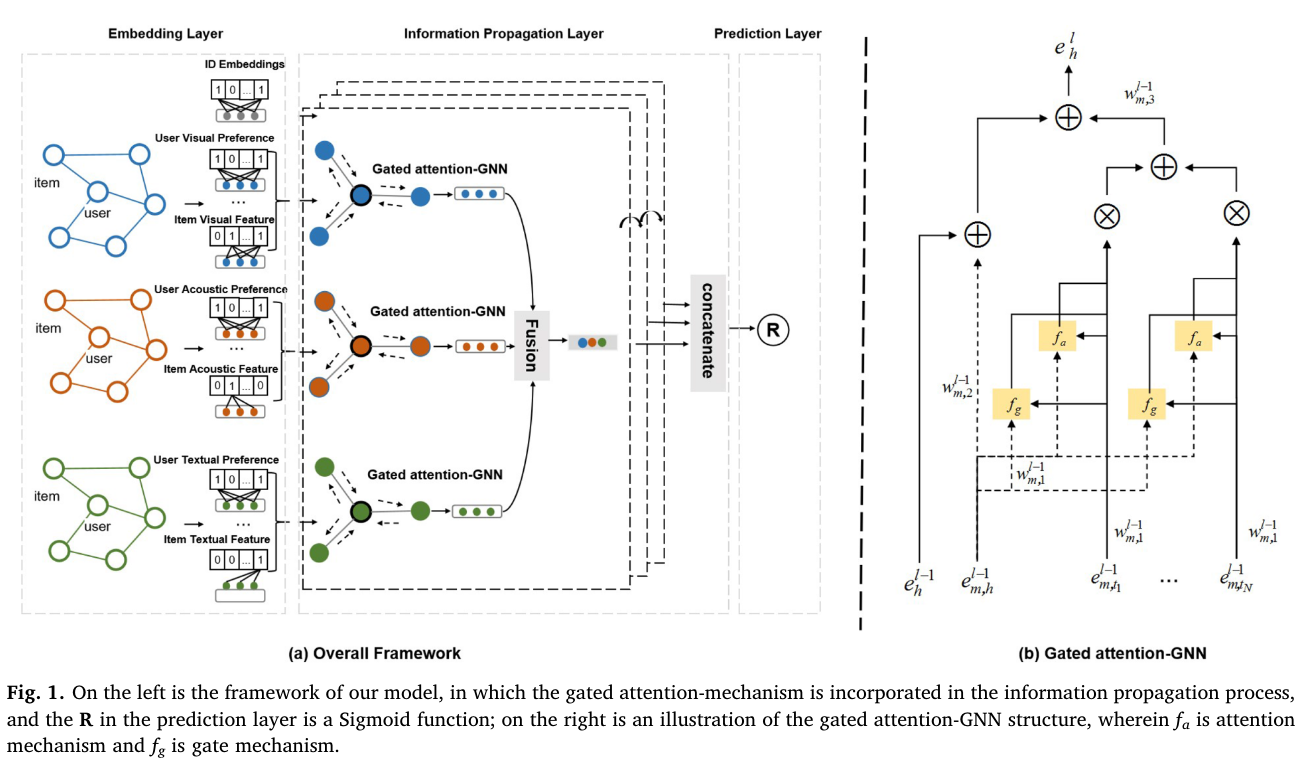 Embedding Layer
Information Propagation Layer
Prediction Layer
ID Embeddings
1 0 ... 1
User Visual Preference
1 0 ... 1
item
user
...
Item Visual Feature
0 1 ... 1
Gated attention-GNN
User Acoustic Preference
1 0 ... 1
item
user
...
Item Acoustic Feature
0 1 ... 0
Gated attention-GNN
Fusion
concatenate
R
User Textual Preference
1 0 ... 1
item
user
...
Item Textual Feature
0 0 ... 1
Gated attention-GNN
(a) Overall Framework
e_h^l
w_{m,3}^{l-1}
f_a
f_a
w_{m,2}^{l-1}
f_g
f_g
w_{m,1}^{l-1}
w_{m,1}^{l-1}
w_{m,1}^{l-1}
e_h^{l-1}
e_{m,h}^{l-1}
e_{m,t_1}^{l-1}
...
e_{m,t_N}^{l-1}
(b) Gated attention-GNN
Fig. 1. On the left is the framework of our model, in which the gated attention-mechanism is incorporated in the information propagation process,
and the R in the prediction layer is a Sigmoid function; on the right is an illustration of the gated attention-GNN structure, wherein f_a is attention
mechanism and f_g is gate mechanism.